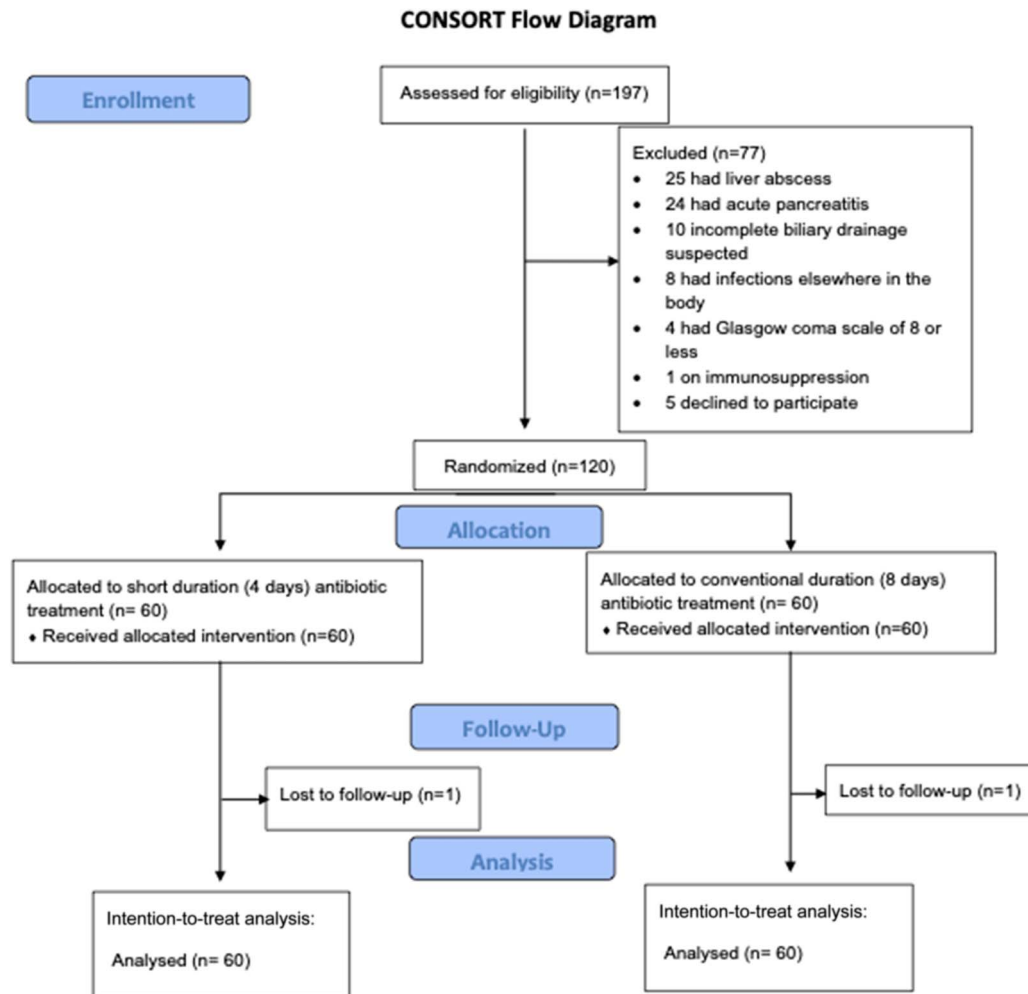 CONSORT Flow Diagram
Enrollment
Assessed for eligibility (n=197)
Excluded (n=77)
• 25 had liver abscess
• 24 had acute pancreatitis
• 10 incomplete biliary drainage
suspected
• 8 had infections elsewhere in the
body
• 4 had Glasgow coma scale of 8 or
less
• 1 on immunosuppression
• 5 declined to participate
Randomized (n=120)
Allocation
Allocated to short duration (4 days) antibiotic
treatment (n= 60)
♦ Received allocated intervention (n=60)
Allocated to conventional duration (8 days)
antibiotic treatment (n= 60)
♦ Received allocated intervention (n=60)
Follow-Up
Lost to follow-up (n=1)
Lost to follow-up (n=1)
Analysis
Intention-to-treat analysis:
Analysed (n= 60)
Intention-to-treat analysis:
Analysed (n= 60)